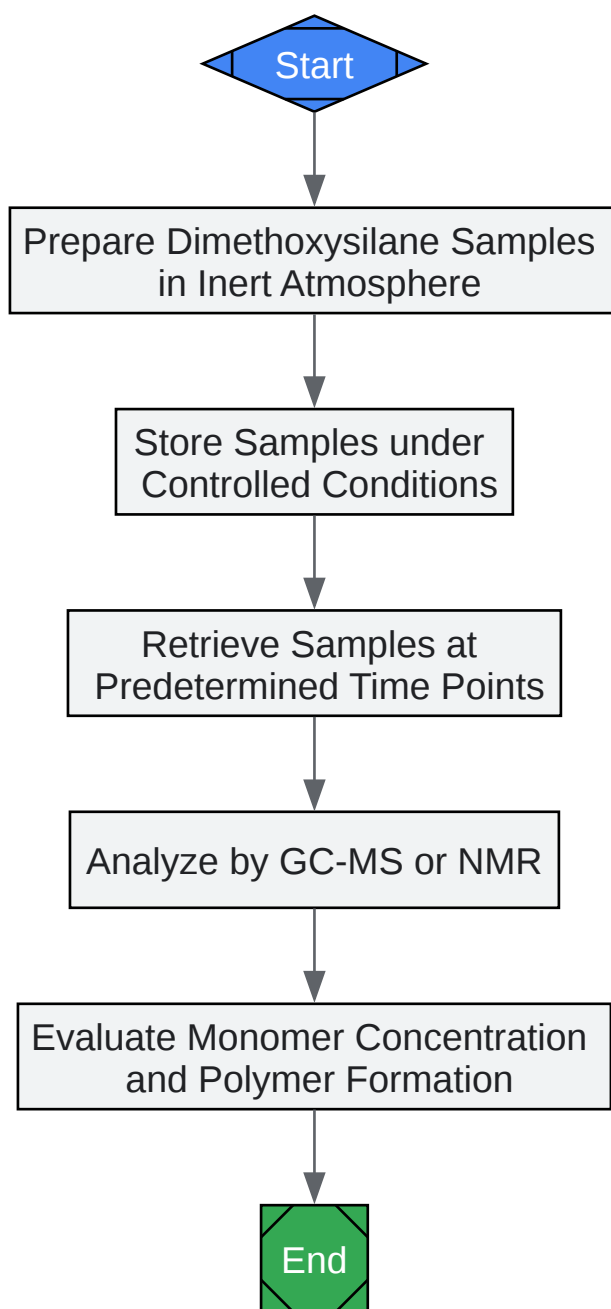 Start
Prepare Dimethoxysilane Samples
in Inert Atmosphere
Store Samples under
Controlled Conditions
Retrieve Samples at
Predetermined Time Points
Analyze by GC-MS or NMR
Evaluate Monomer Concentration
and Polymer Formation
End